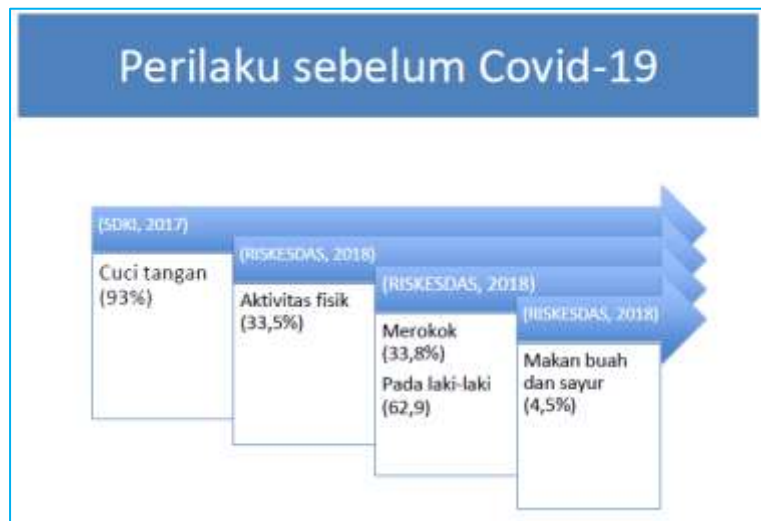 Perilaku sebelum Covid-19
(SDKI, 2017)
Cuci tangan
(93%)
(RISKESDAS, 2018)
Aktivitas fisik
(33,5%)
(RISKESDAS, 2018)
Merokok
(33,8%)
Pada laki-laki
(62,9)
(RISKESDAS, 2018)
Makan buah
dan sayur
(4,5%)